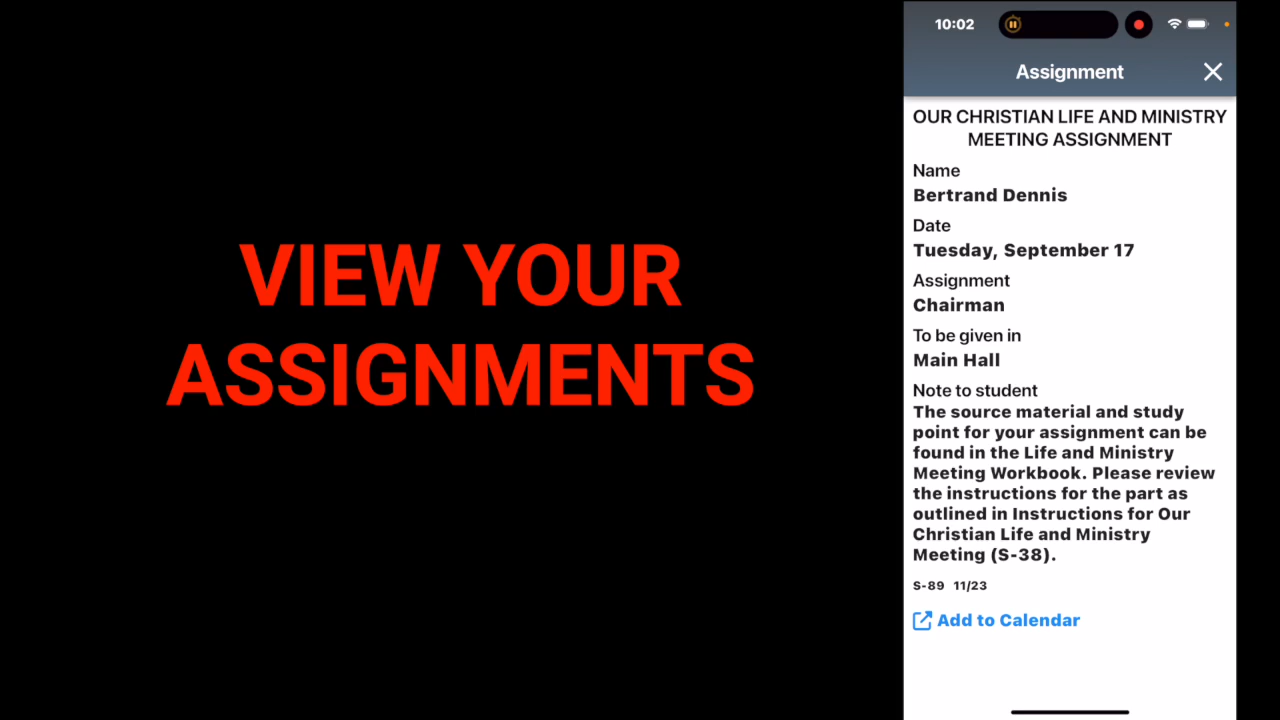 VIEW YOUR
ASSIGNMENTS
10:02
Assignment
OUR CHRISTIAN LIFE AND MINISTRY
MEETING ASSIGNMENT
Name
Bertrand Dennis
Date
Tuesday, September 17
Assignment
Chairman
To be given in
Main Hall
Note to student
The source material and study
point for your assignment can be
found in the Life and Ministry
Meeting Workbook. Please review
the instructions for the part as
outlined in Instructions for Our
Christian Life and Ministry
Meeting (S-38).
S-89 11/23
Add to Calendar